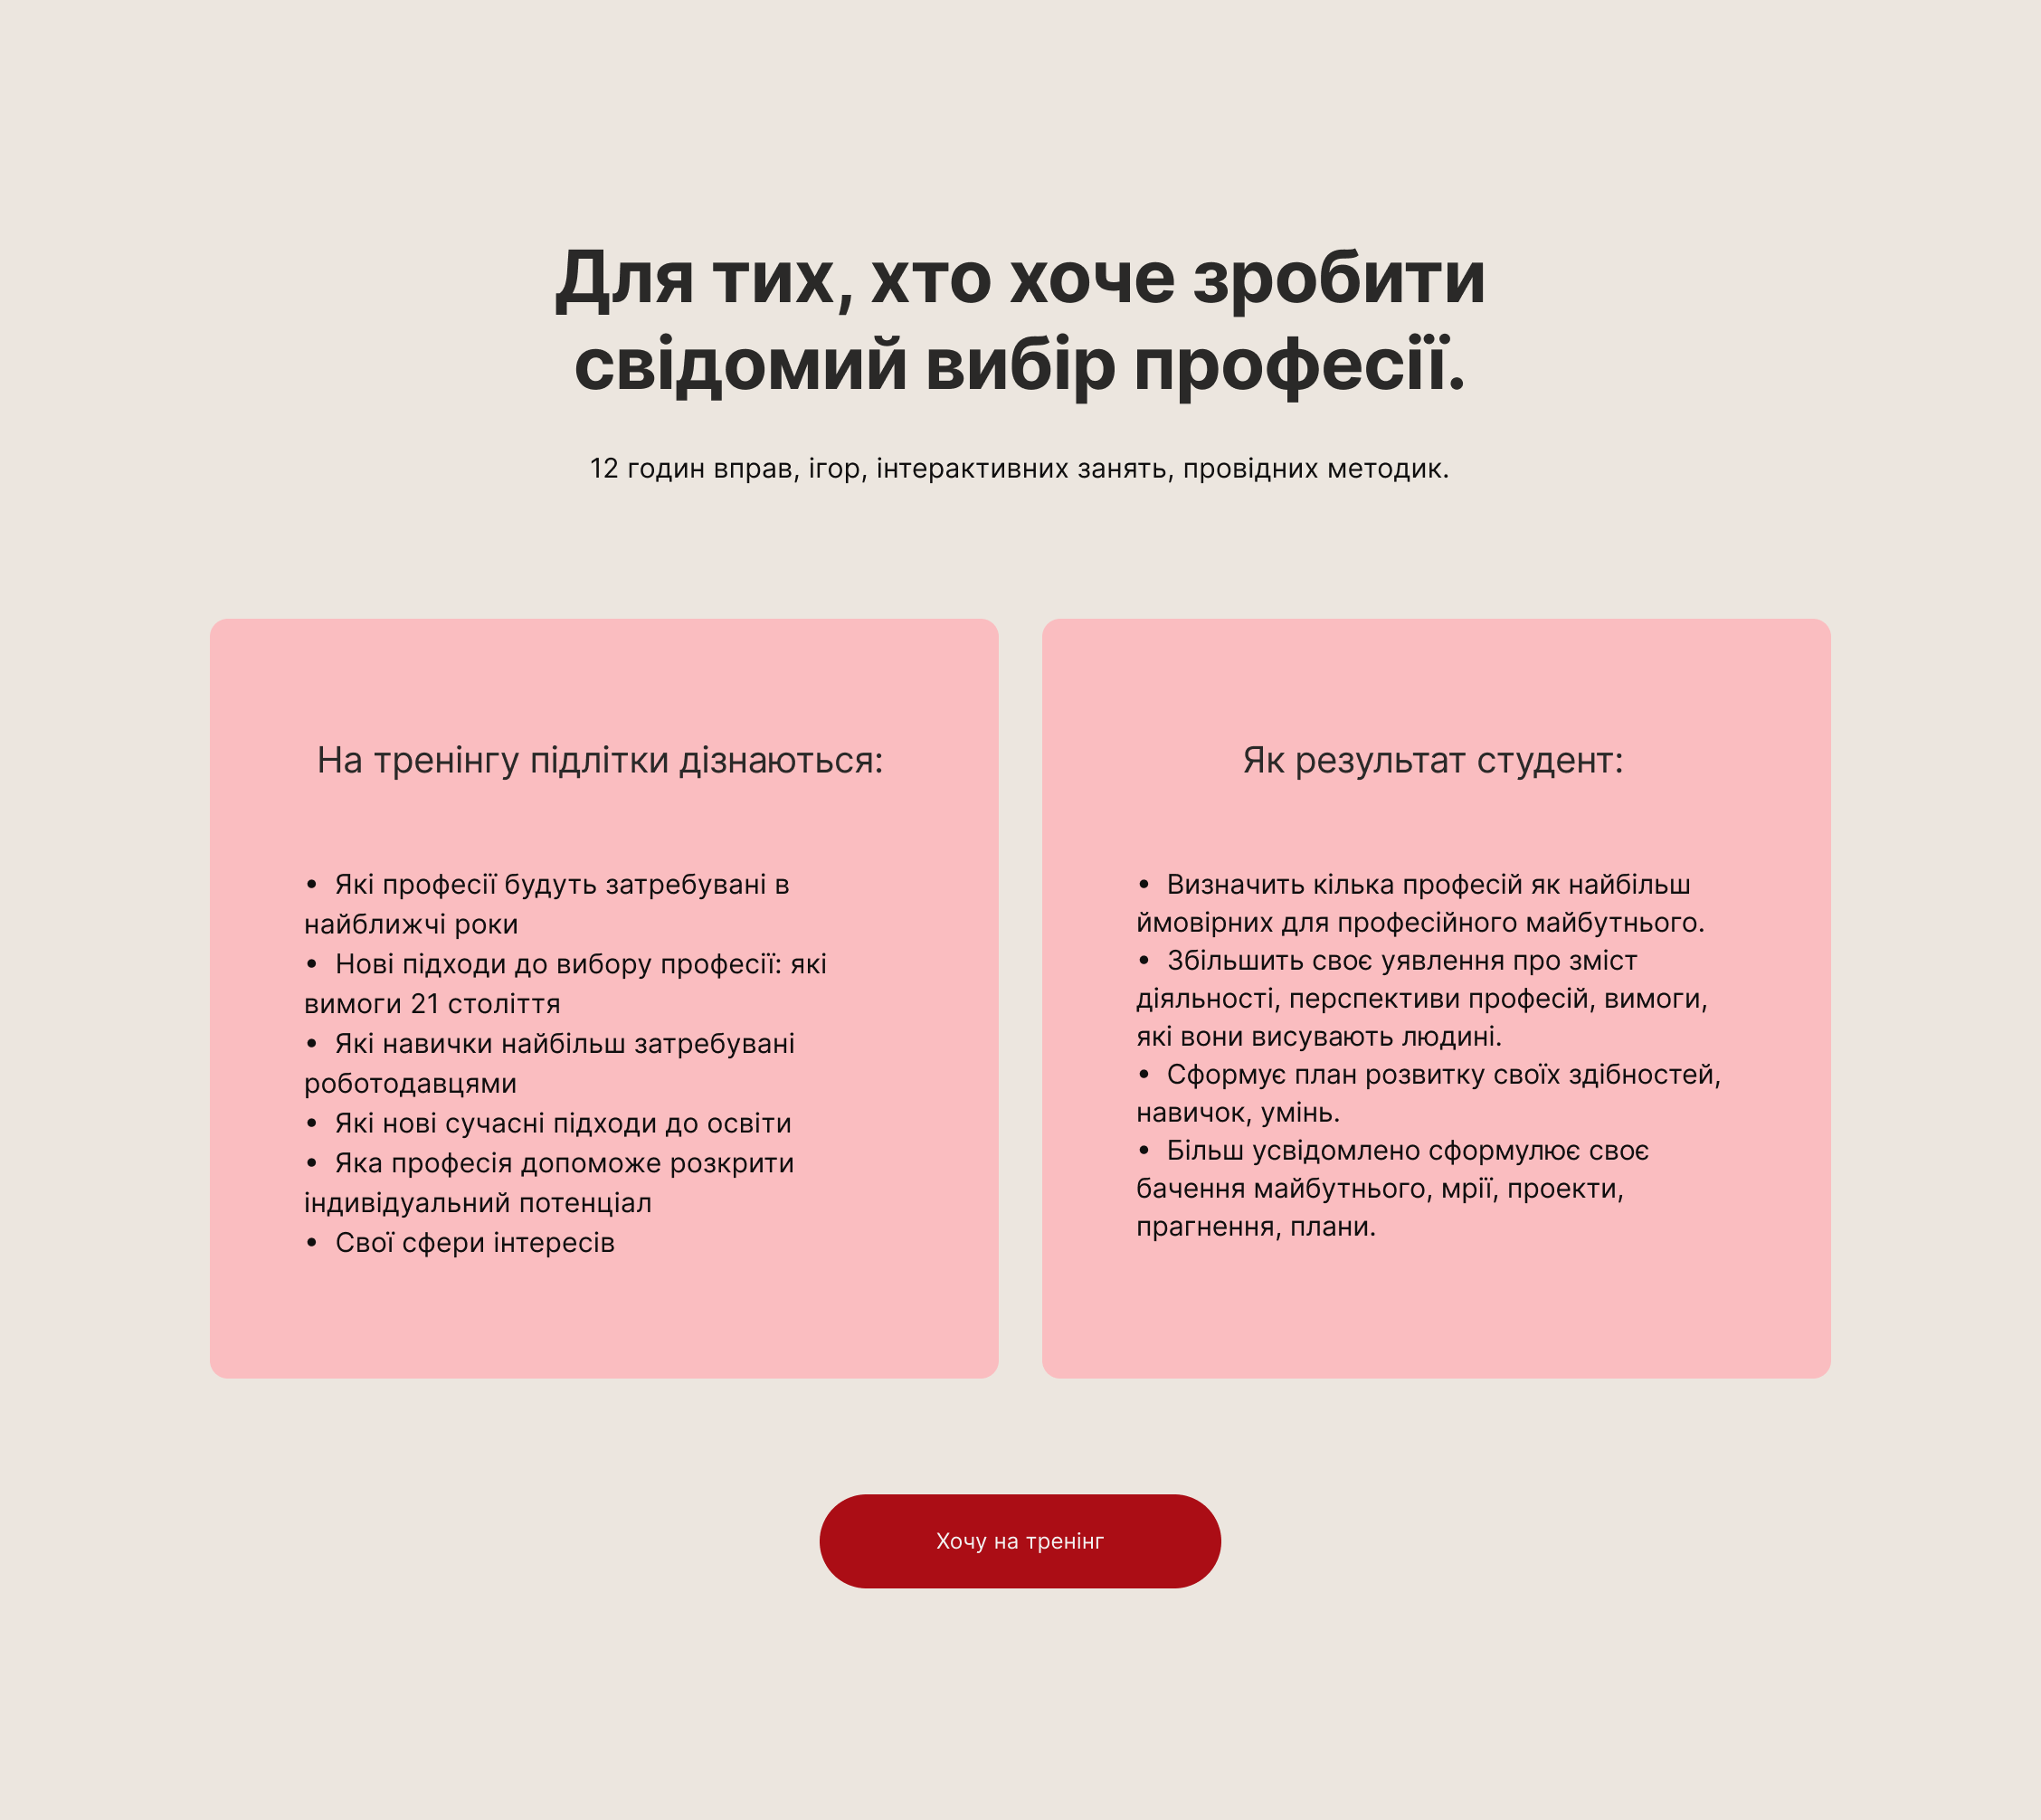 Для тих, хто хоче зробити
свідомий вибір професії.
12 годин вправ, ігор, інтерактивних занять, провідних методик.
На тренінгу підлітки дізнаються:
• Які професії будуть затребувані в
найближчі роки
• Нові підходи до вибору професії: які
вимоги 21 століття
• Які навички найбільш затребувані
роботодавцями
• Які нові сучасні підходи до освіти
• Яка професія допоможе розкрити
індивідуальний потенціал
• Свої сфери інтересів
Як результат студент:
• Визначить кілька професій як найбільш
ймовірних для професійного майбутнього.
• Збільшить своє уявлення про зміст
діяльності, перспективи професій, вимоги,
які вони висувають людині.
• Сформує план розвитку своїх здібностей,
навичок, умінь.
• Більш усвідомлено сформулює своє
бачення майбутнього, мрії, проекти,
прагнення, плани.
Хочу на тренінг